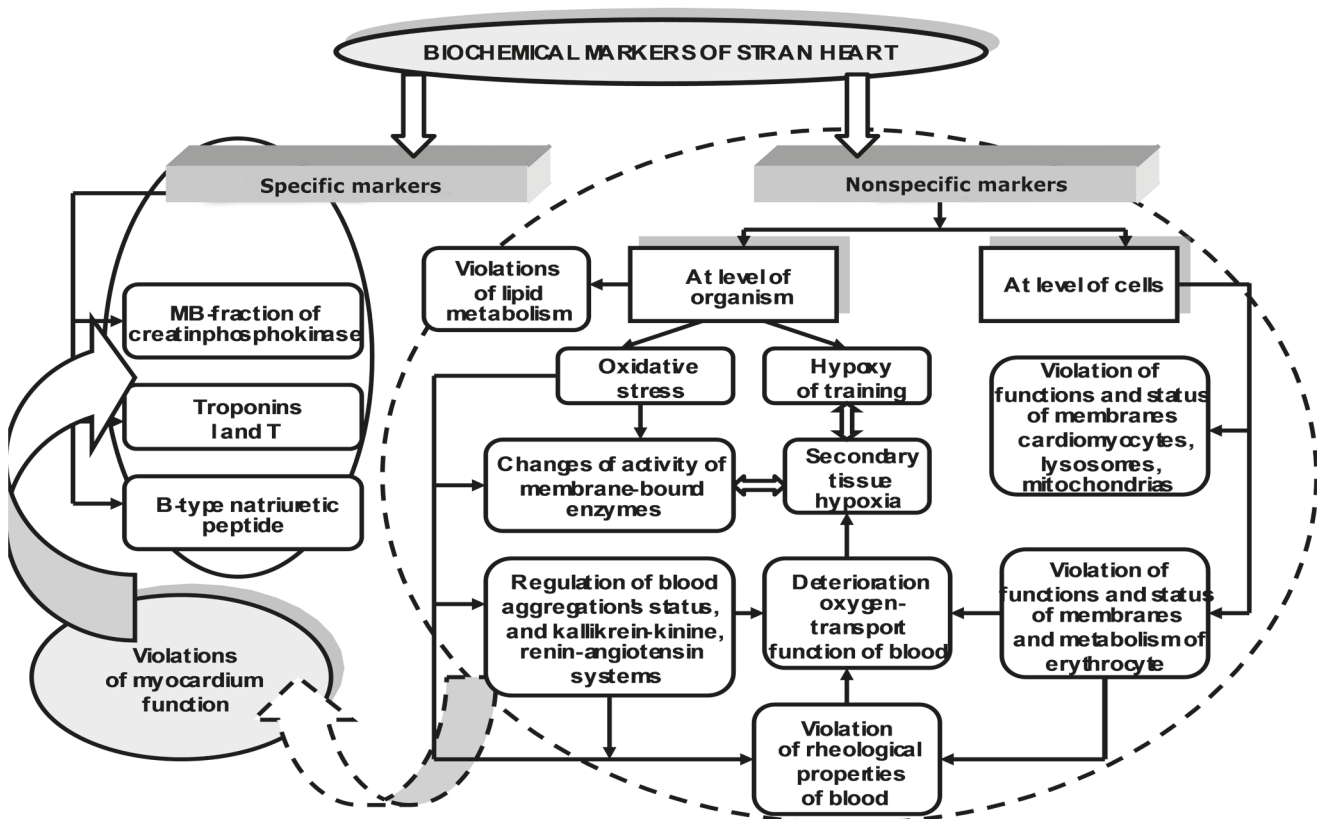 BIOCHEMICAL MARKERS OF STRAN HEART
Specific markers
Nonspecific markers
Violations
of lipid
metabolism
At level of
organism
At level of cells
MB-fraction of
creatinphosphokinase
Oxidative
stress
Hypoxy
of training
Violation of
functions and status
of membranes
cardiomyccytes,
lysosomes,
mitochondrias
Troponins
I and T
Changes of activity of
membrane-bound
enzymes
Secondary
tissue
hypoxia
B-type natriuretic
peptide
Regulation of blood
aggregation's status,
and kallikrein-kinine,
renin-angiotensin
systems
Deterioration
oxygen-
transport
function of blood
Violation of
functions and status
of membranes
and metabolism of
erythrocyte
Violations
of myocardium
function
Violation
of rheological
properties
of blood